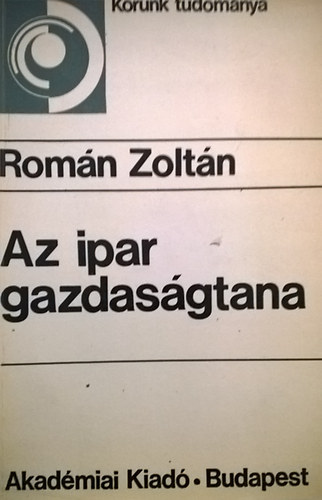 Korunk tudománya
Román Zoltán
Az ipar
gazdaságtana
Akadémiai Kiadó • Budapest